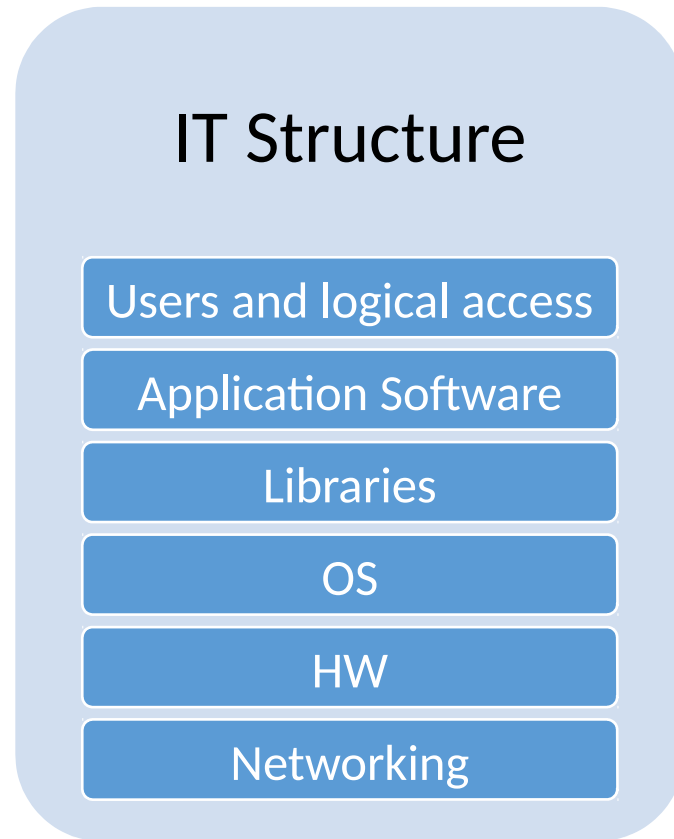 IT Structure
Users and logical access
Application Software
Libraries
OS
HW
Networking